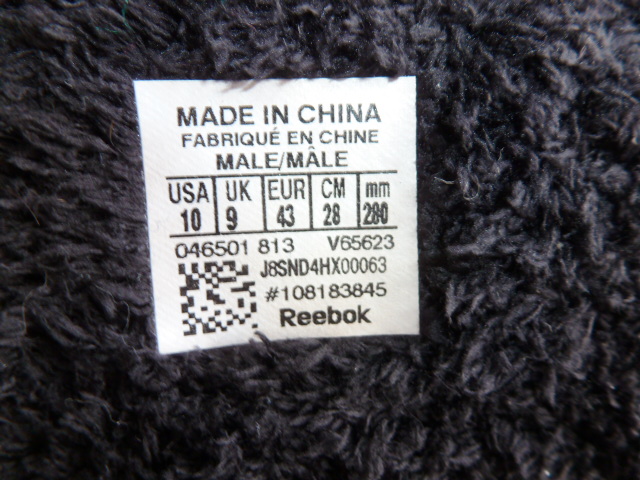 MADE IN CHINA
FABRIQUÉ EN CHINE
MALE/MÂLE
USA UK EUR CM mm
10 9 43 28 280
046501 813 V65623
J8SND4HX00063
#108183845
Reebok